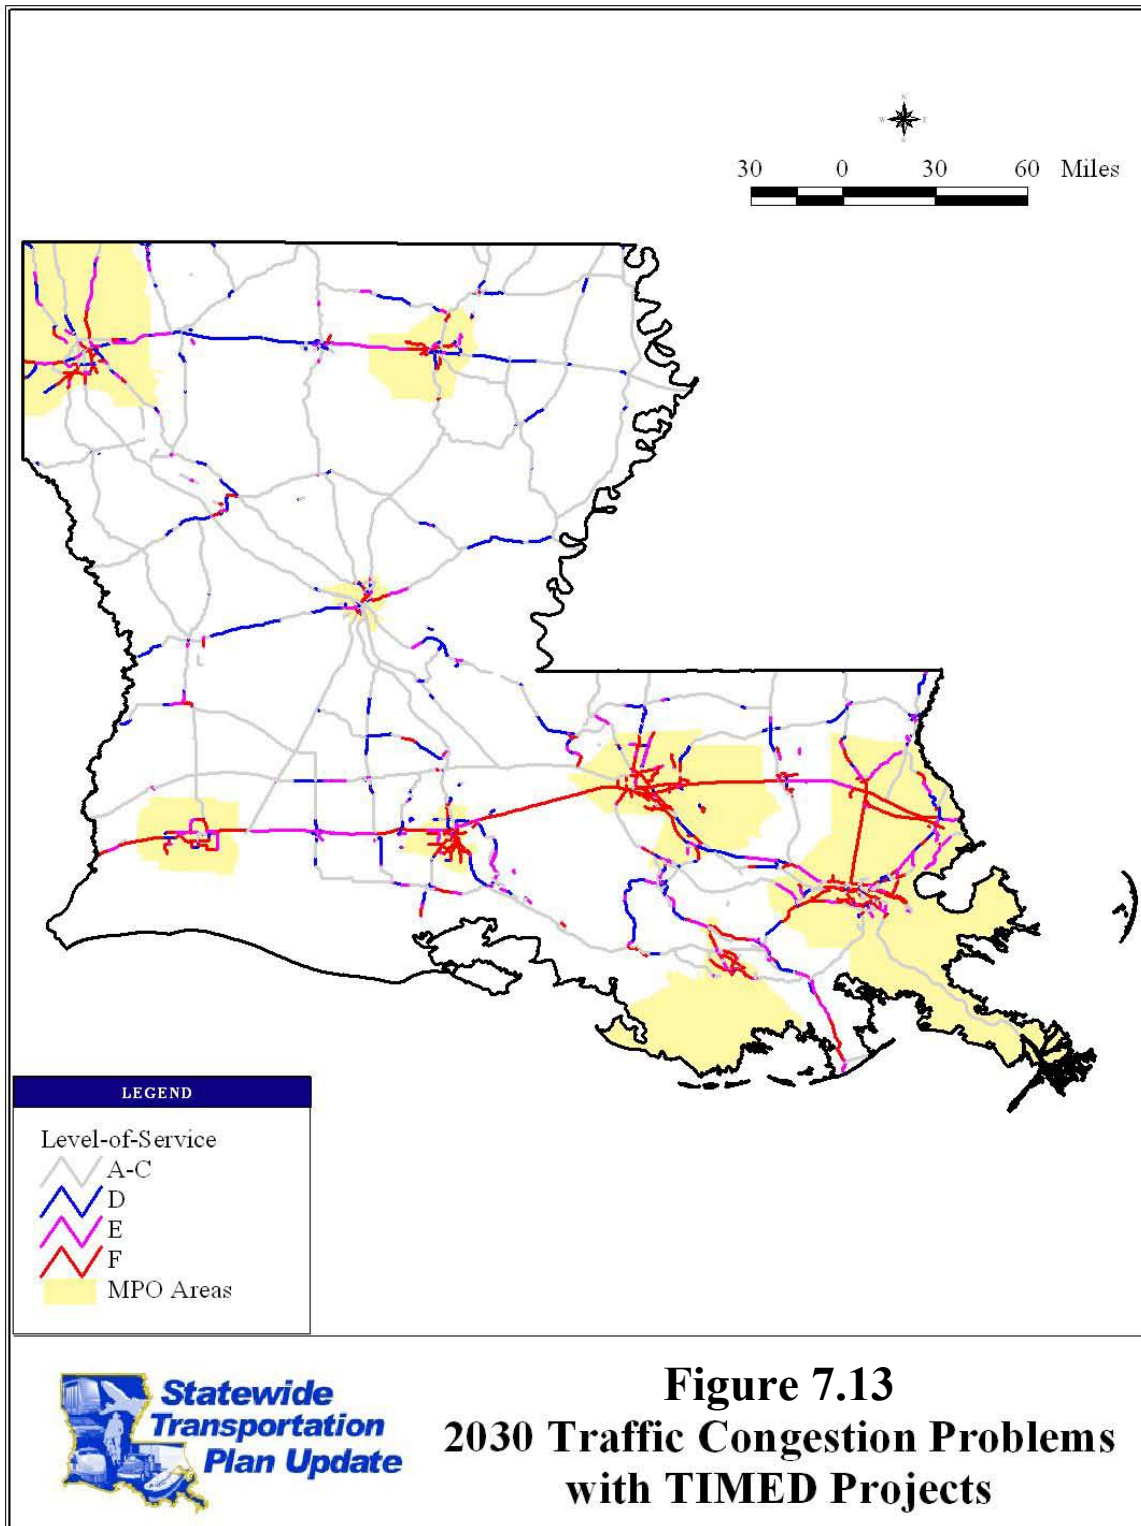 N
W E
S
30 0 30 60 Miles
LEGEND
Level-of-Service
A-C
D
E
F
MPO Areas
Statewide
Transportation
Plan Update
Figure 7.13
2030 Traffic Congestion Problems
with TIMED Projects